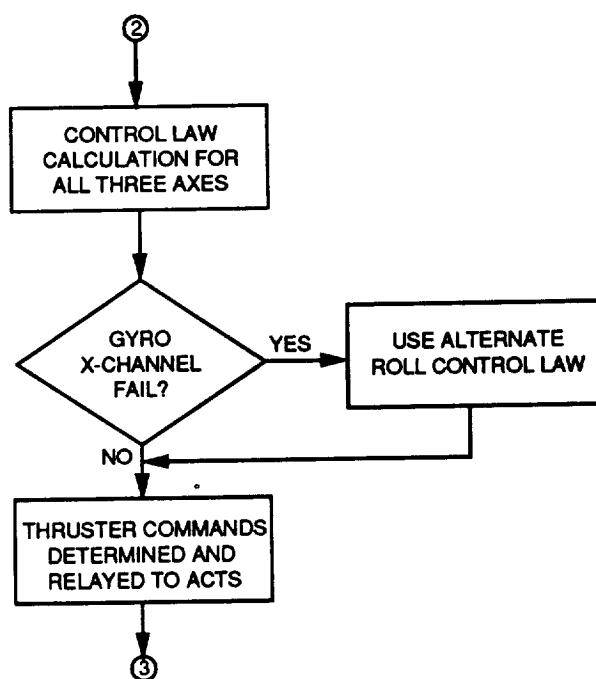 2
CONTROL LAW
CALCULATION FOR
ALL THREE AXES
GYRO
X-CHANNEL
FAIL?
YES
USE ALTERNATE
ROLL CONTROL LAW
NO
THRUSTER COMMANDS
DETERMINED AND
RELAYED TO ACTS
3